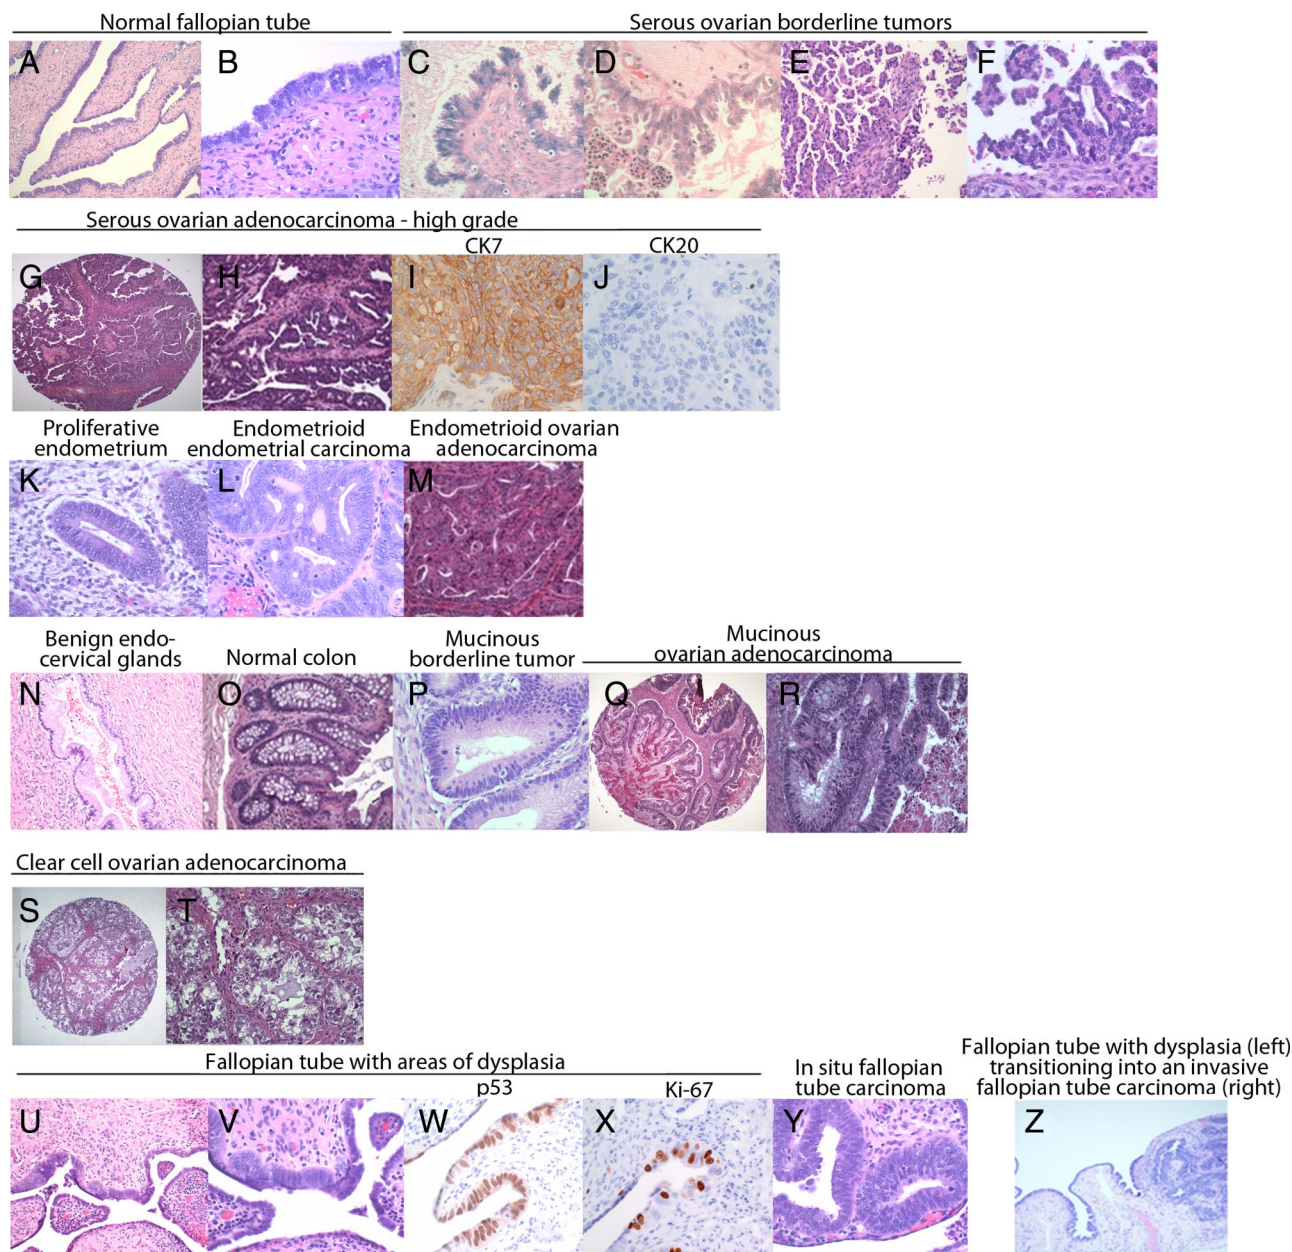 Normal fallopian tube
Serous ovarian borderline tumors
A B C D E F
Serous ovarian adenocarcinoma - high grade
CK7 CK20
G H I J
Proliferative
endometrium
Endometrioid
endometrial carcinoma
Endometrioid ovarian
adenocarcinoma
K L M
Benign endo-
cervical glands
Normal colon
Mucinous
borderline tumor
Mucinous
ovarian adenocarcinoma
N O P Q R
Clear cell ovarian adenocarcinoma
S T
Fallopian tube with areas of dysplasia
p53 Ki-67
In situ fallopian
tube carcinoma
Fallopian tube with dysplasia (left)
transitioning into an invasive
fallopian tube carcinoma (right)
U V W X Y Z